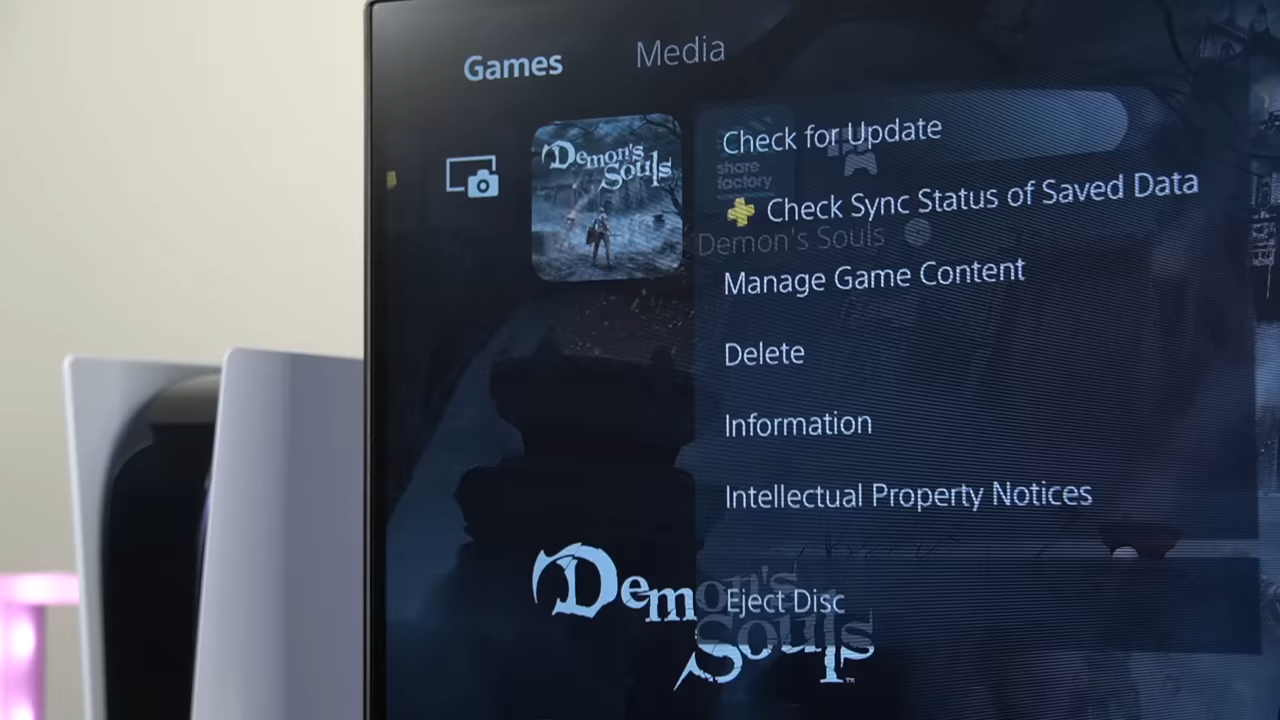 Games
Media
Demon's
Souls
share
factory
Check for Update
Check Sync Status of Saved Data
Demon's Souls
Manage Game Content
Delete
Information
Intellectual Property Notices
Eject Disc
Demon's
Souls™